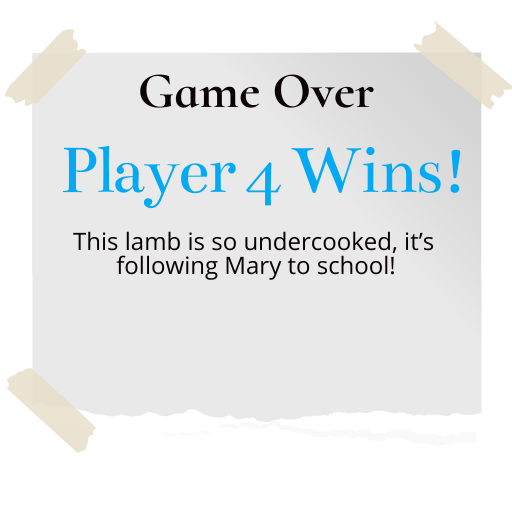 Game Over
Player 4 Wins!
This lamb is so undercooked, it’s
following Mary to school!